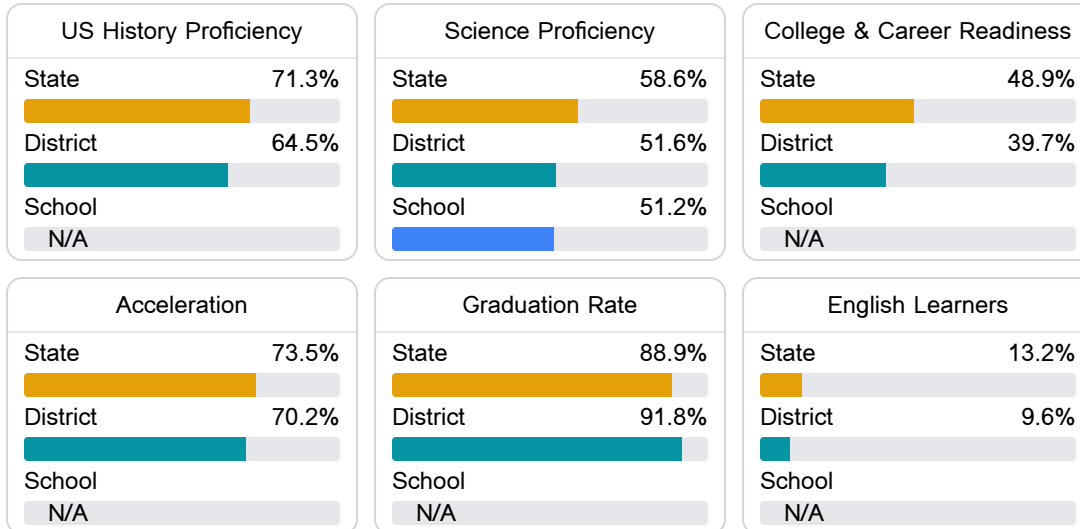 US History Proficiency
State 71.3%
District 64.5%
School
N/A
Science Proficiency
State 58.6%
District 51.6%
School 51.2%
College & Career Readiness
State 48.9%
District 39.7%
School
N/A
Acceleration
State 73.5%
District 70.2%
School
N/A
Graduation Rate
State 88.9%
District 91.8%
School
N/A
English Learners
State 13.2%
District 9.6%
School
N/A